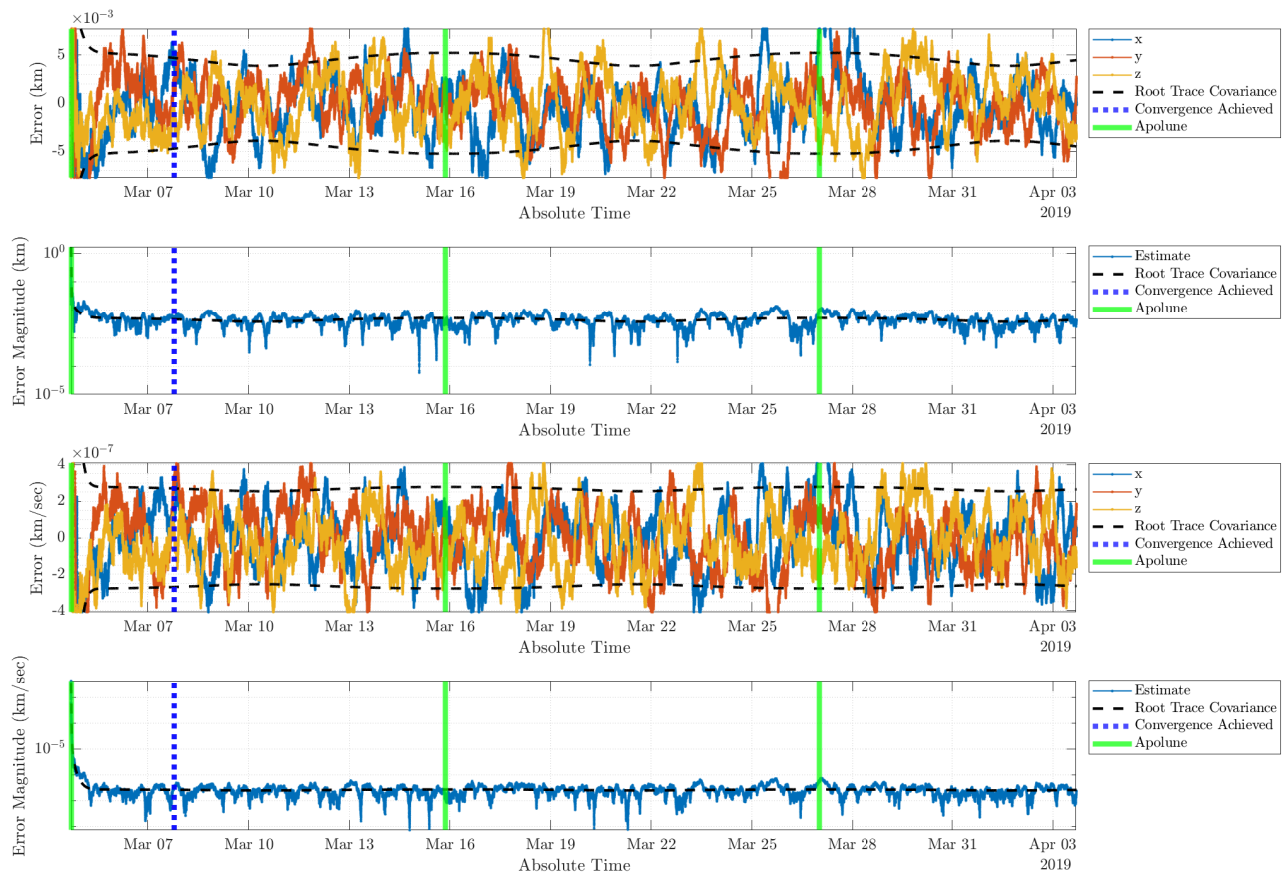 ×10⁻³
5
0
-5
Error (km)
Mar 07 Mar 10 Mar 13 Mar 16 Mar 19 Mar 22 Mar 25 Mar 28 Mar 31 Apr 03
Absolute Time
2019
x
y
z
Root Trace Covariance
Convergence Achieved
Apolune
10⁰
10⁻⁵
Error Magnitude (km)
Mar 07 Mar 10 Mar 13 Mar 16 Mar 19 Mar 22 Mar 25 Mar 28 Mar 31 Apr 03
Absolute Time
2019
Estimate
Root Trace Covariance
Convergence Achieved
Apolune
×10⁻⁷
4
2
0
-2
-4
Error (km/sec)
Mar 07 Mar 10 Mar 13 Mar 16 Mar 19 Mar 22 Mar 25 Mar 28 Mar 31 Apr 03
Absolute Time
2019
x
y
z
Root Trace Covariance
Convergence Achieved
Apolune
10⁻⁵
Error Magnitude (km/sec)
Mar 07 Mar 10 Mar 13 Mar 16 Mar 19 Mar 22 Mar 25 Mar 28 Mar 31 Apr 03
Absolute Time
2019
Estimate
Root Trace Covariance
Convergence Achieved
Apolune